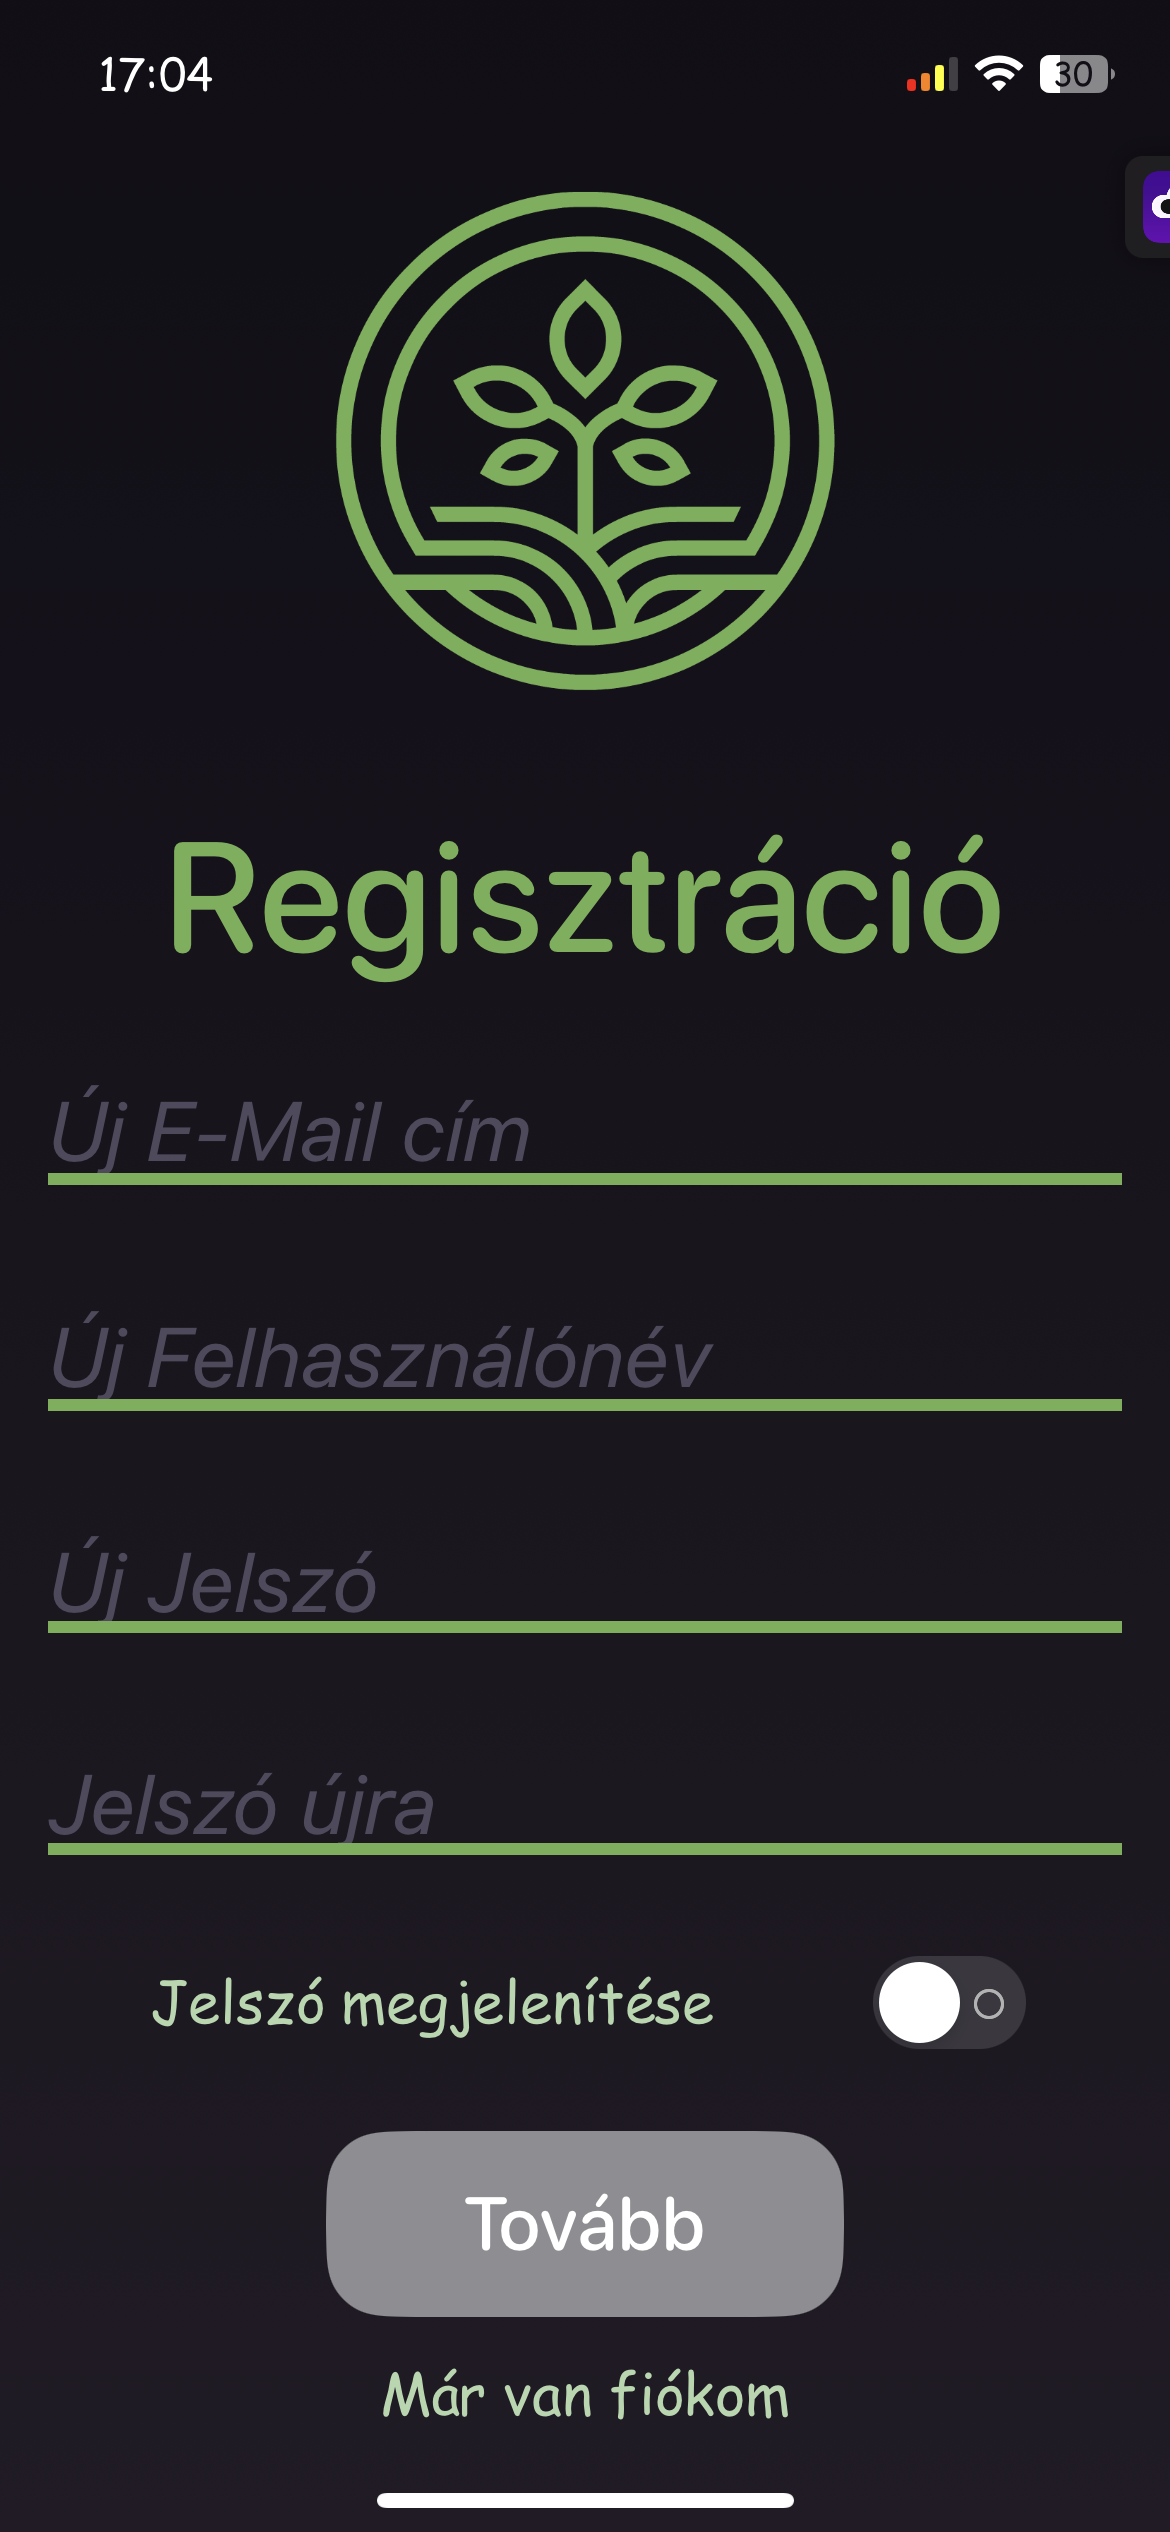 17:04
30
Regisztráció
Új E-Mail cím
Új Felhasználónév
Új Jelszó
Jelszó újra
Jelszó megjelenítése
Tovább
Már van fiókom